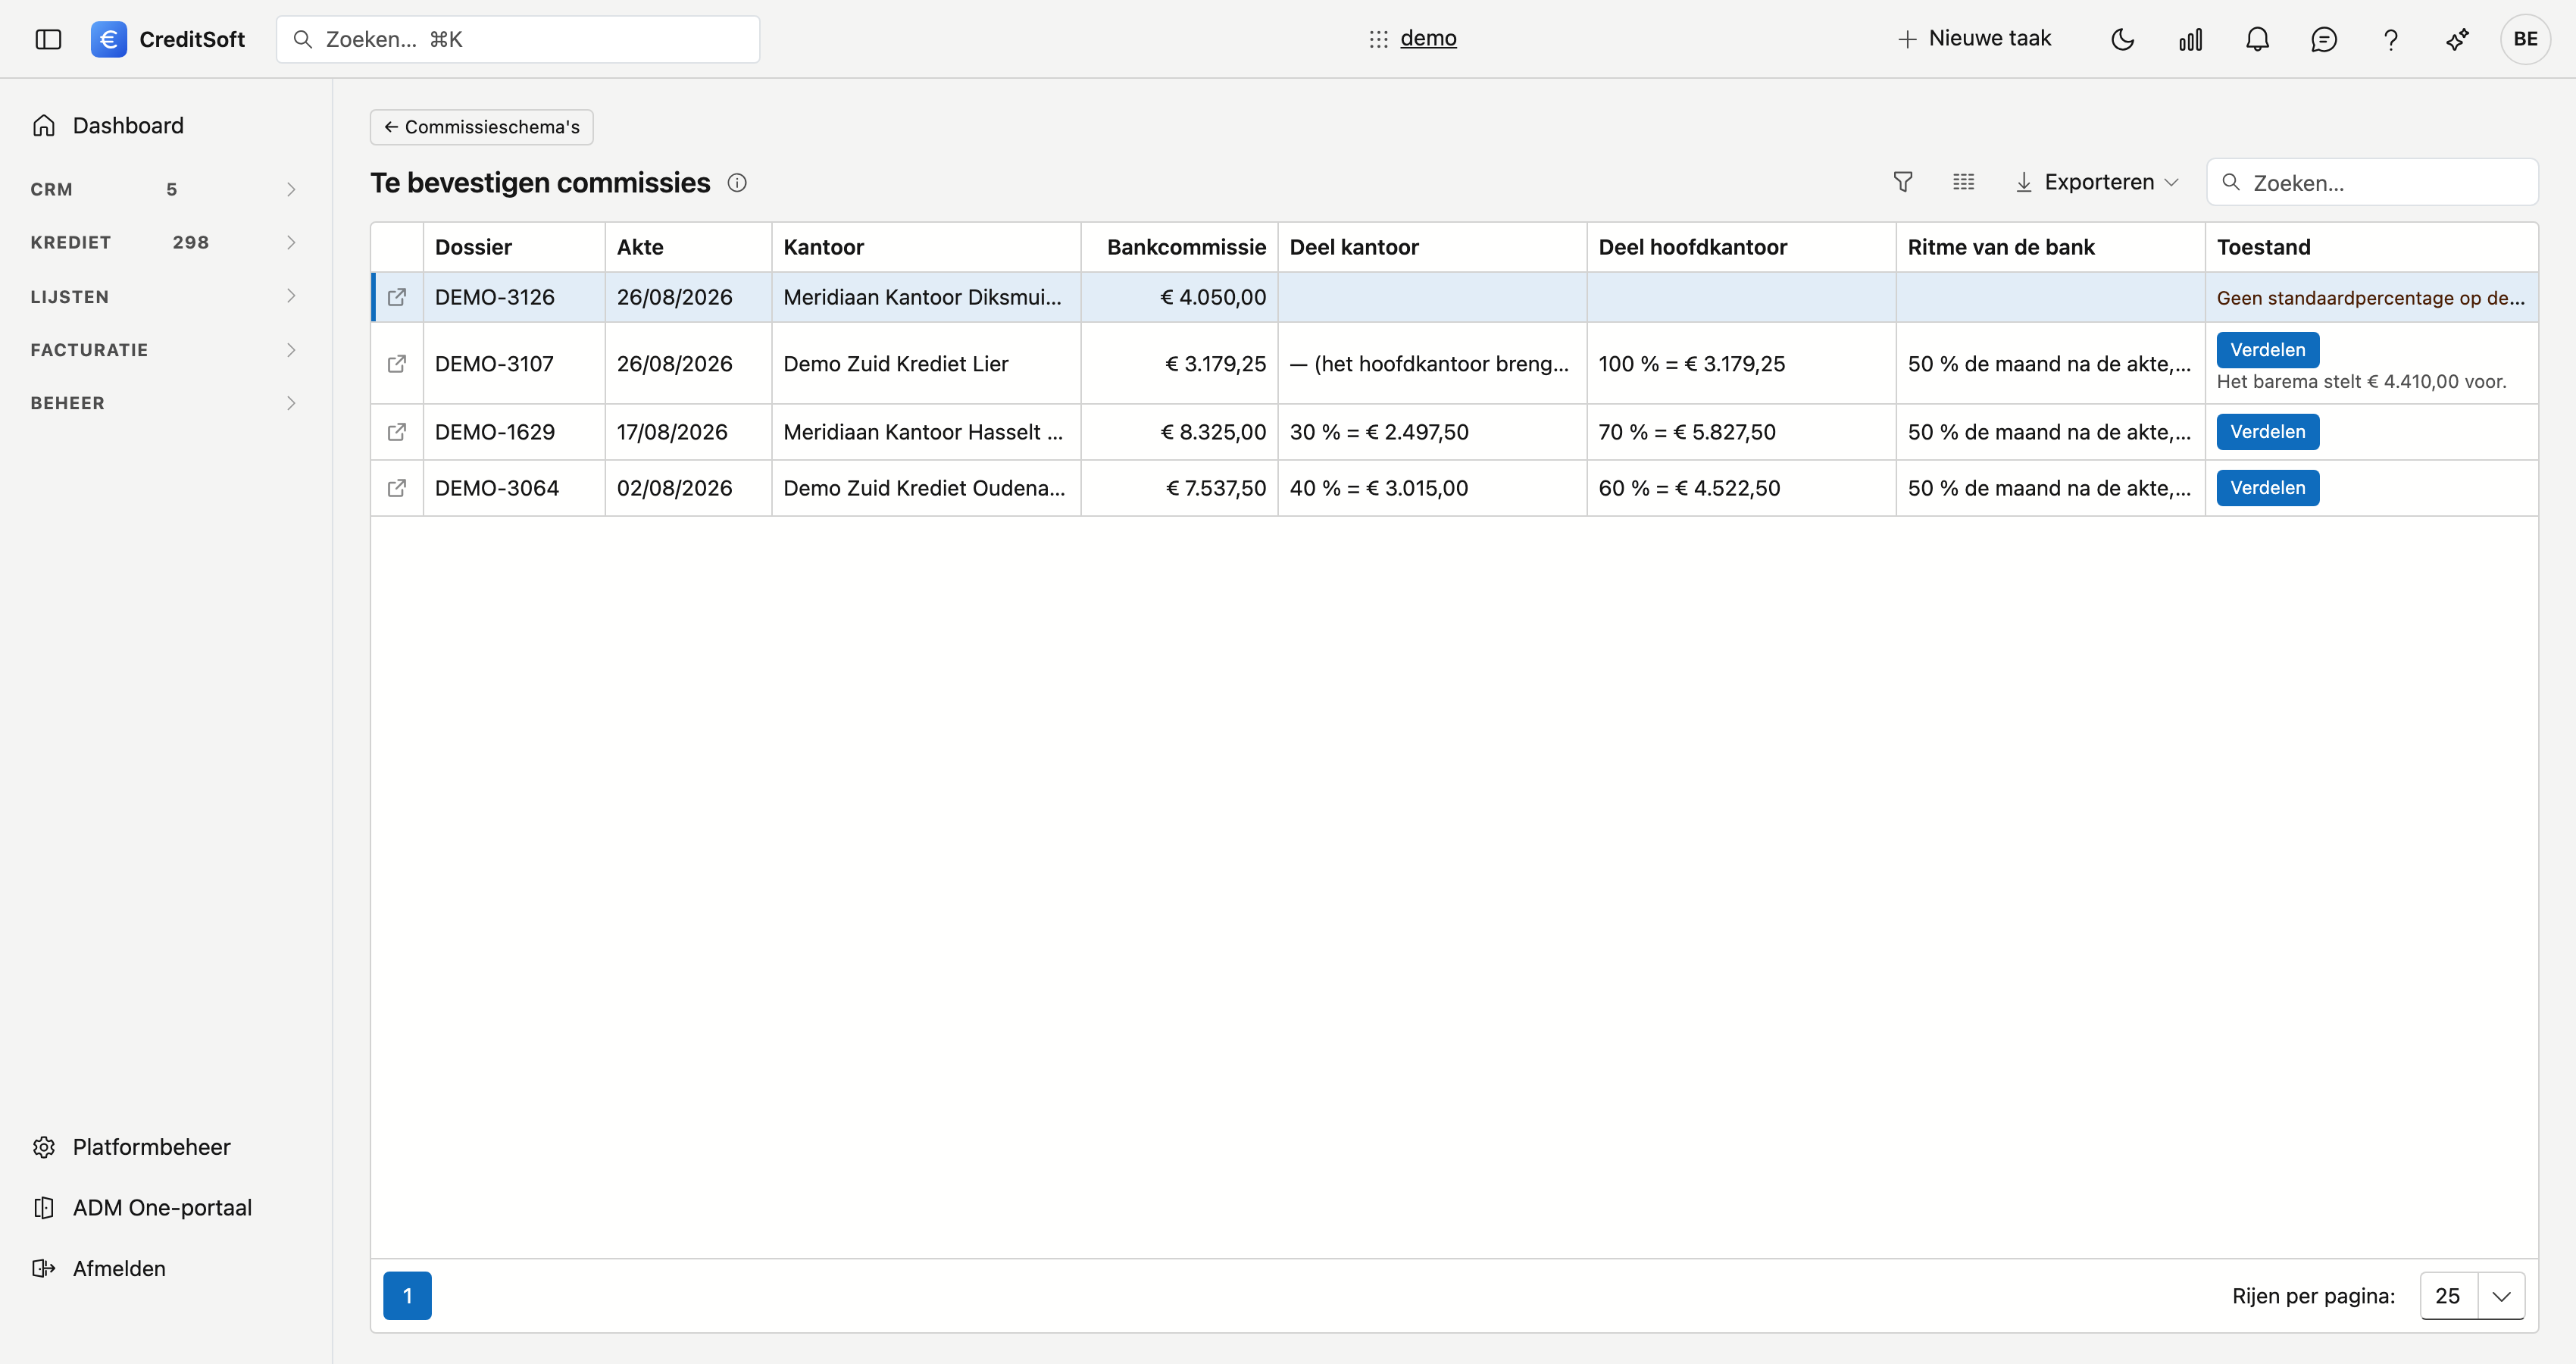 CreditSoft
Zoeken... ⌘K
demo
Nieuwe taak
BE
Dashboard
CRM 5
KREDIET 298
LIJSTEN
FACTURATIE
BEHEER
Platformbeheer
ADM One-portaal
Afmelden
← Commissieschema's
Te bevestigen commissies
Exporteren
Zoeken...
Dossier Akte Kantoor Bankcommissie Deel kantoor Deel hoofdkantoor Ritme van de bank Toestand
DEMO-3126 26/08/2026 Meridiaan Kantoor Diksmui... € 4.050,00 Geen standaardpercentage op de...
DEMO-3107 26/08/2026 Demo Zuid Krediet Lier € 3.179,25 — (het hoofdkantoor breng... 100 % = € 3.179,25 50 % de maand na de akte,... Verdelen
Het barema stelt € 4.410,00 voor.
DEMO-1629 17/08/2026 Meridiaan Kantoor Hasselt ... € 8.325,00 30 % = € 2.497,50 70 % = € 5.827,50 50 % de maand na de akte,... Verdelen
DEMO-3064 02/08/2026 Demo Zuid Krediet Oudena... € 7.537,50 40 % = € 3.015,00 60 % = € 4.522,50 50 % de maand na de akte,... Verdelen
1
Rijen per pagina: 25